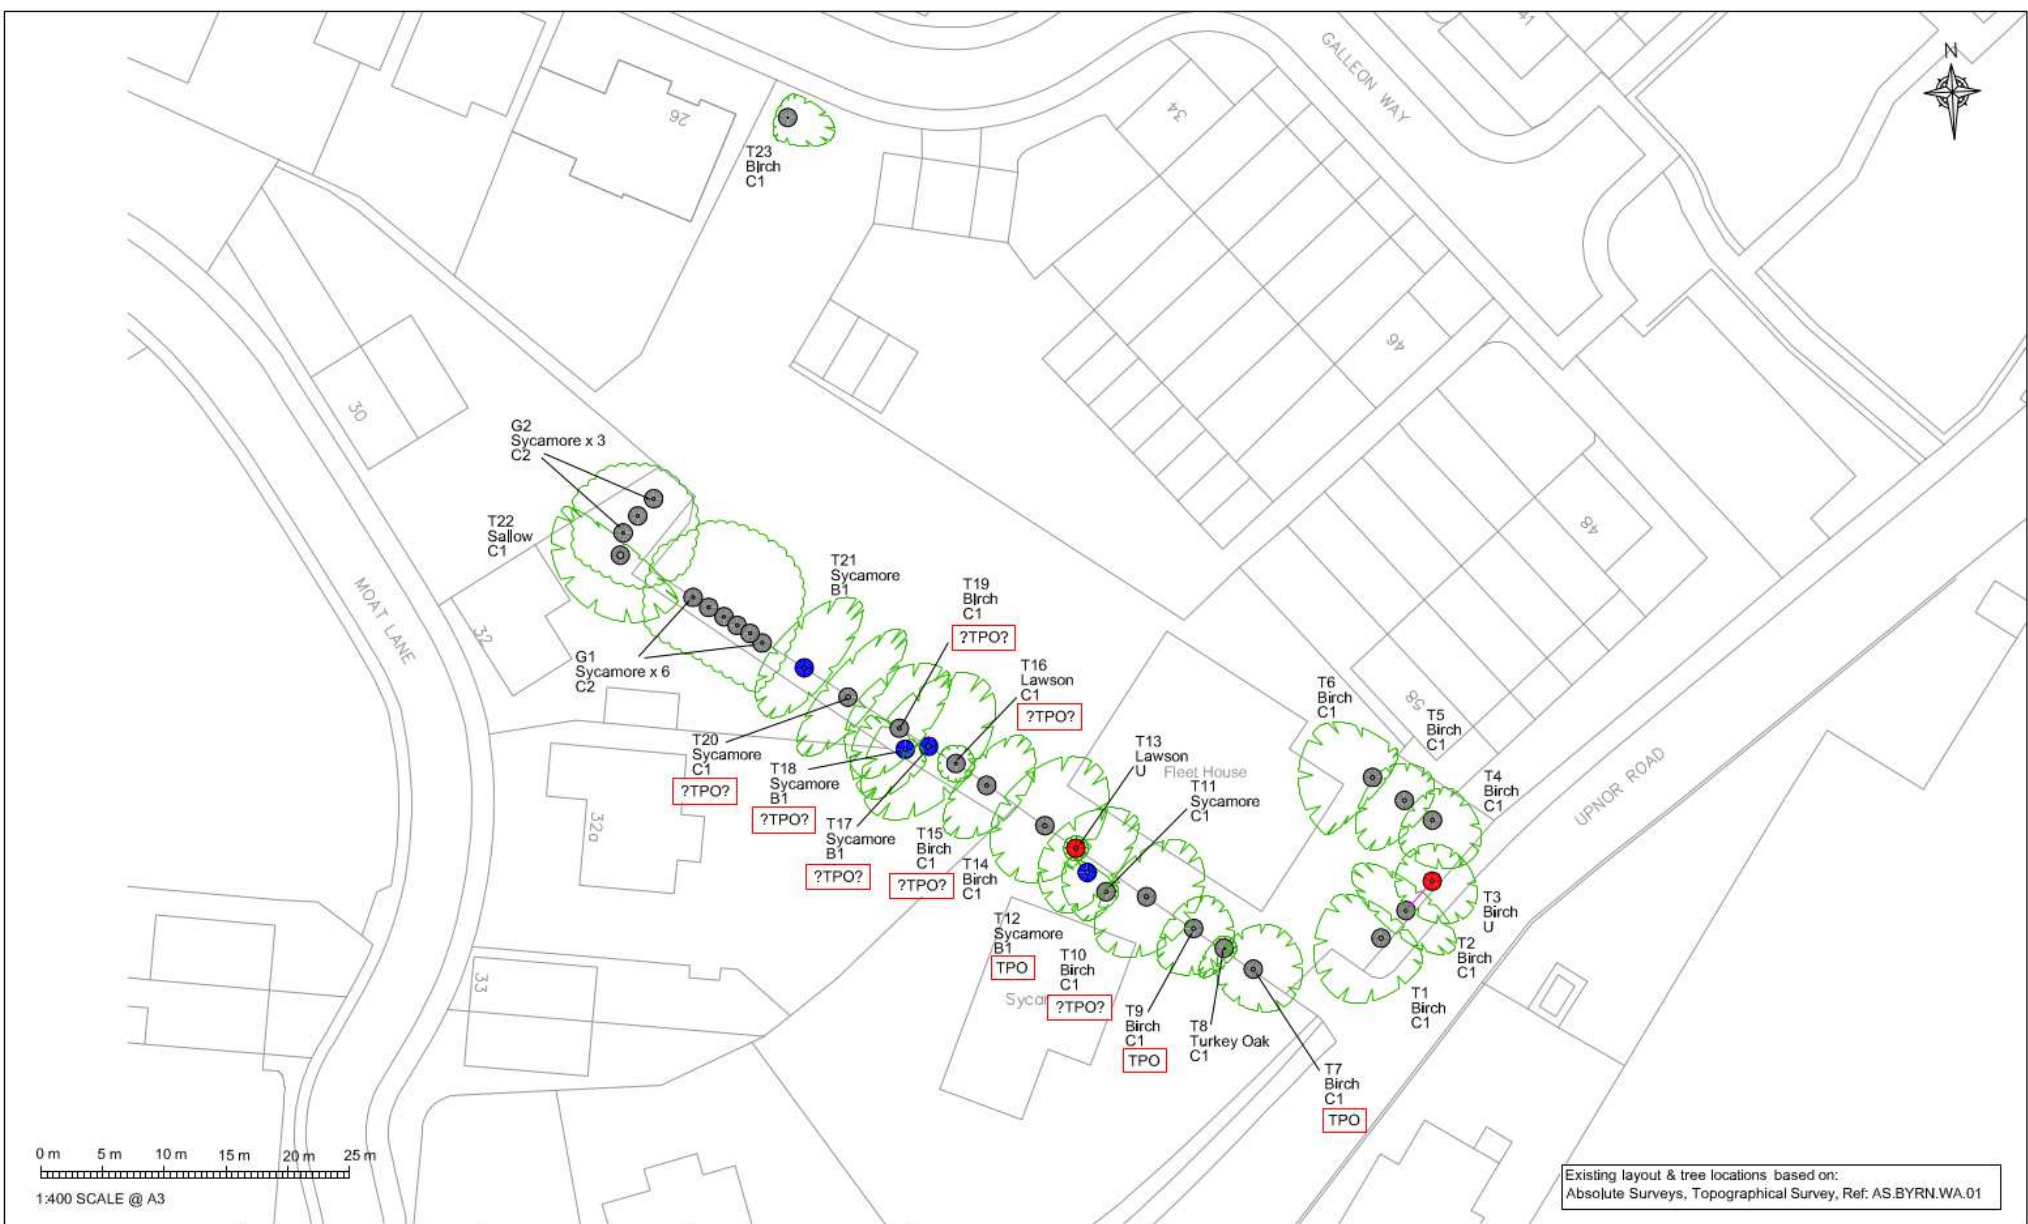 41
GALLEON WAY
N
26
34
T23
Birch
C1
46
30
G2
Sycamore x 3
C2
48
T22
Sallow
C1
T21
Sycamore
B1
T19
Birch
C1
?TPO?
MOAT LANE
32
G1
Sycamore x 6
C2
T16
Lawson
C1
?TPO?
T6
Birch
C1
58
T5
Birch
C1
T20
Sycamore
C1
?TPO?
T18
Sycamore
B1
?TPO?
T13
Lawson
U
Fleet House
T11
Sycamore
C1
T4
Birch
C1
UPNOR ROAD
32a
T17
Sycamore
B1
?TPO?
T15
Birch
C1
?TPO?
T14
Birch
C1
T3
Birch
U
T12
Sycamore
B1
TPO
T2
Birch
C1
33
T10
Birch
C1
?TPO?
Syca
T1
Birch
C1
T9
Birch
C1
TPO
T8
Turkey Oak
C1
T7
Birch
C1
TPO
0 m 5 m 10 m 15 m 20 m 25 m
1:400 SCALE @ A3
Existing layout & tree locations based on:
Absolute Surveys, Topographical Survey, Ref: AS.BYRN.WA.01